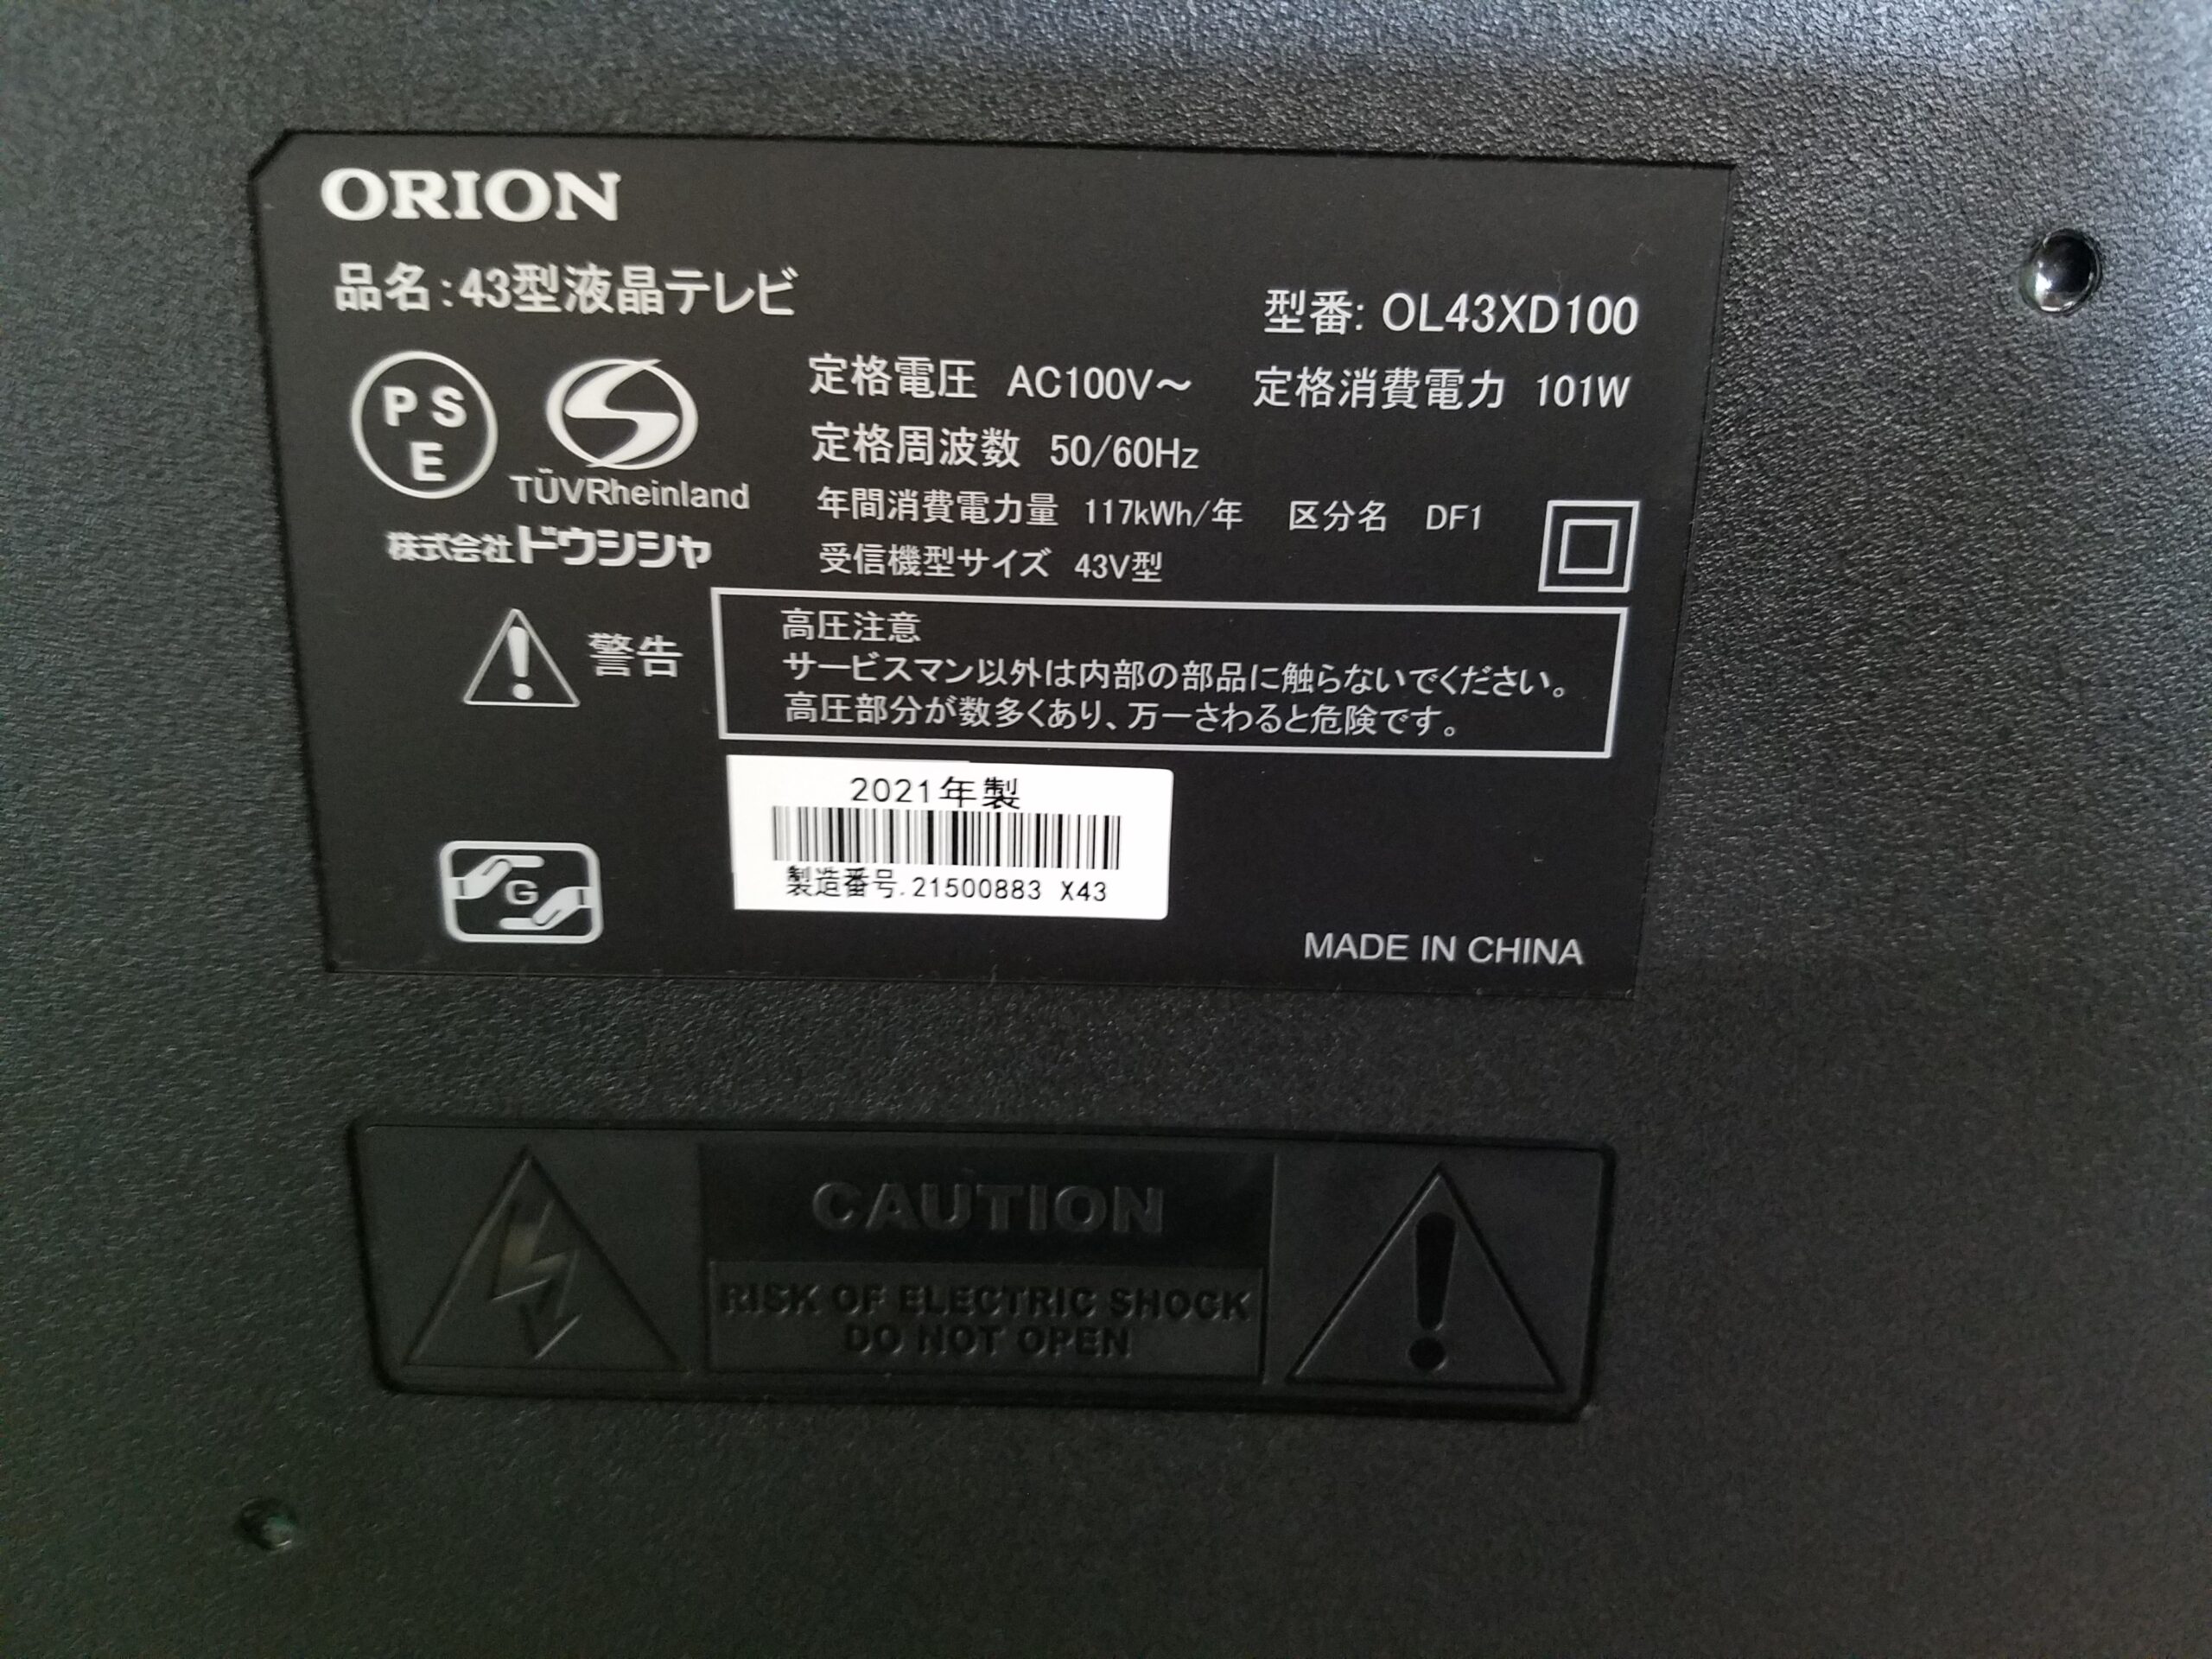 ORION
品名:43型液晶テレビ
型番: OL43XD100
PS
E
TÜVRheinland
株式会社ドウシシャ
定格電圧 AC100V～ 定格消費電力 101W
定格周波数 50/60Hz
年間消費電力量 117kWh/年 区分名 DF1
受信機型サイズ 43V型
警告
高圧注意
サービスマン以外は内部の部品に触らないでください。
高圧部分が数多くあり、万一さわると危険です。
2021年製
製造番号.21500883 X43
G
MADE IN CHINA
CAUTION
RISK OF ELECTRIC SHOCK
DO NOT OPEN